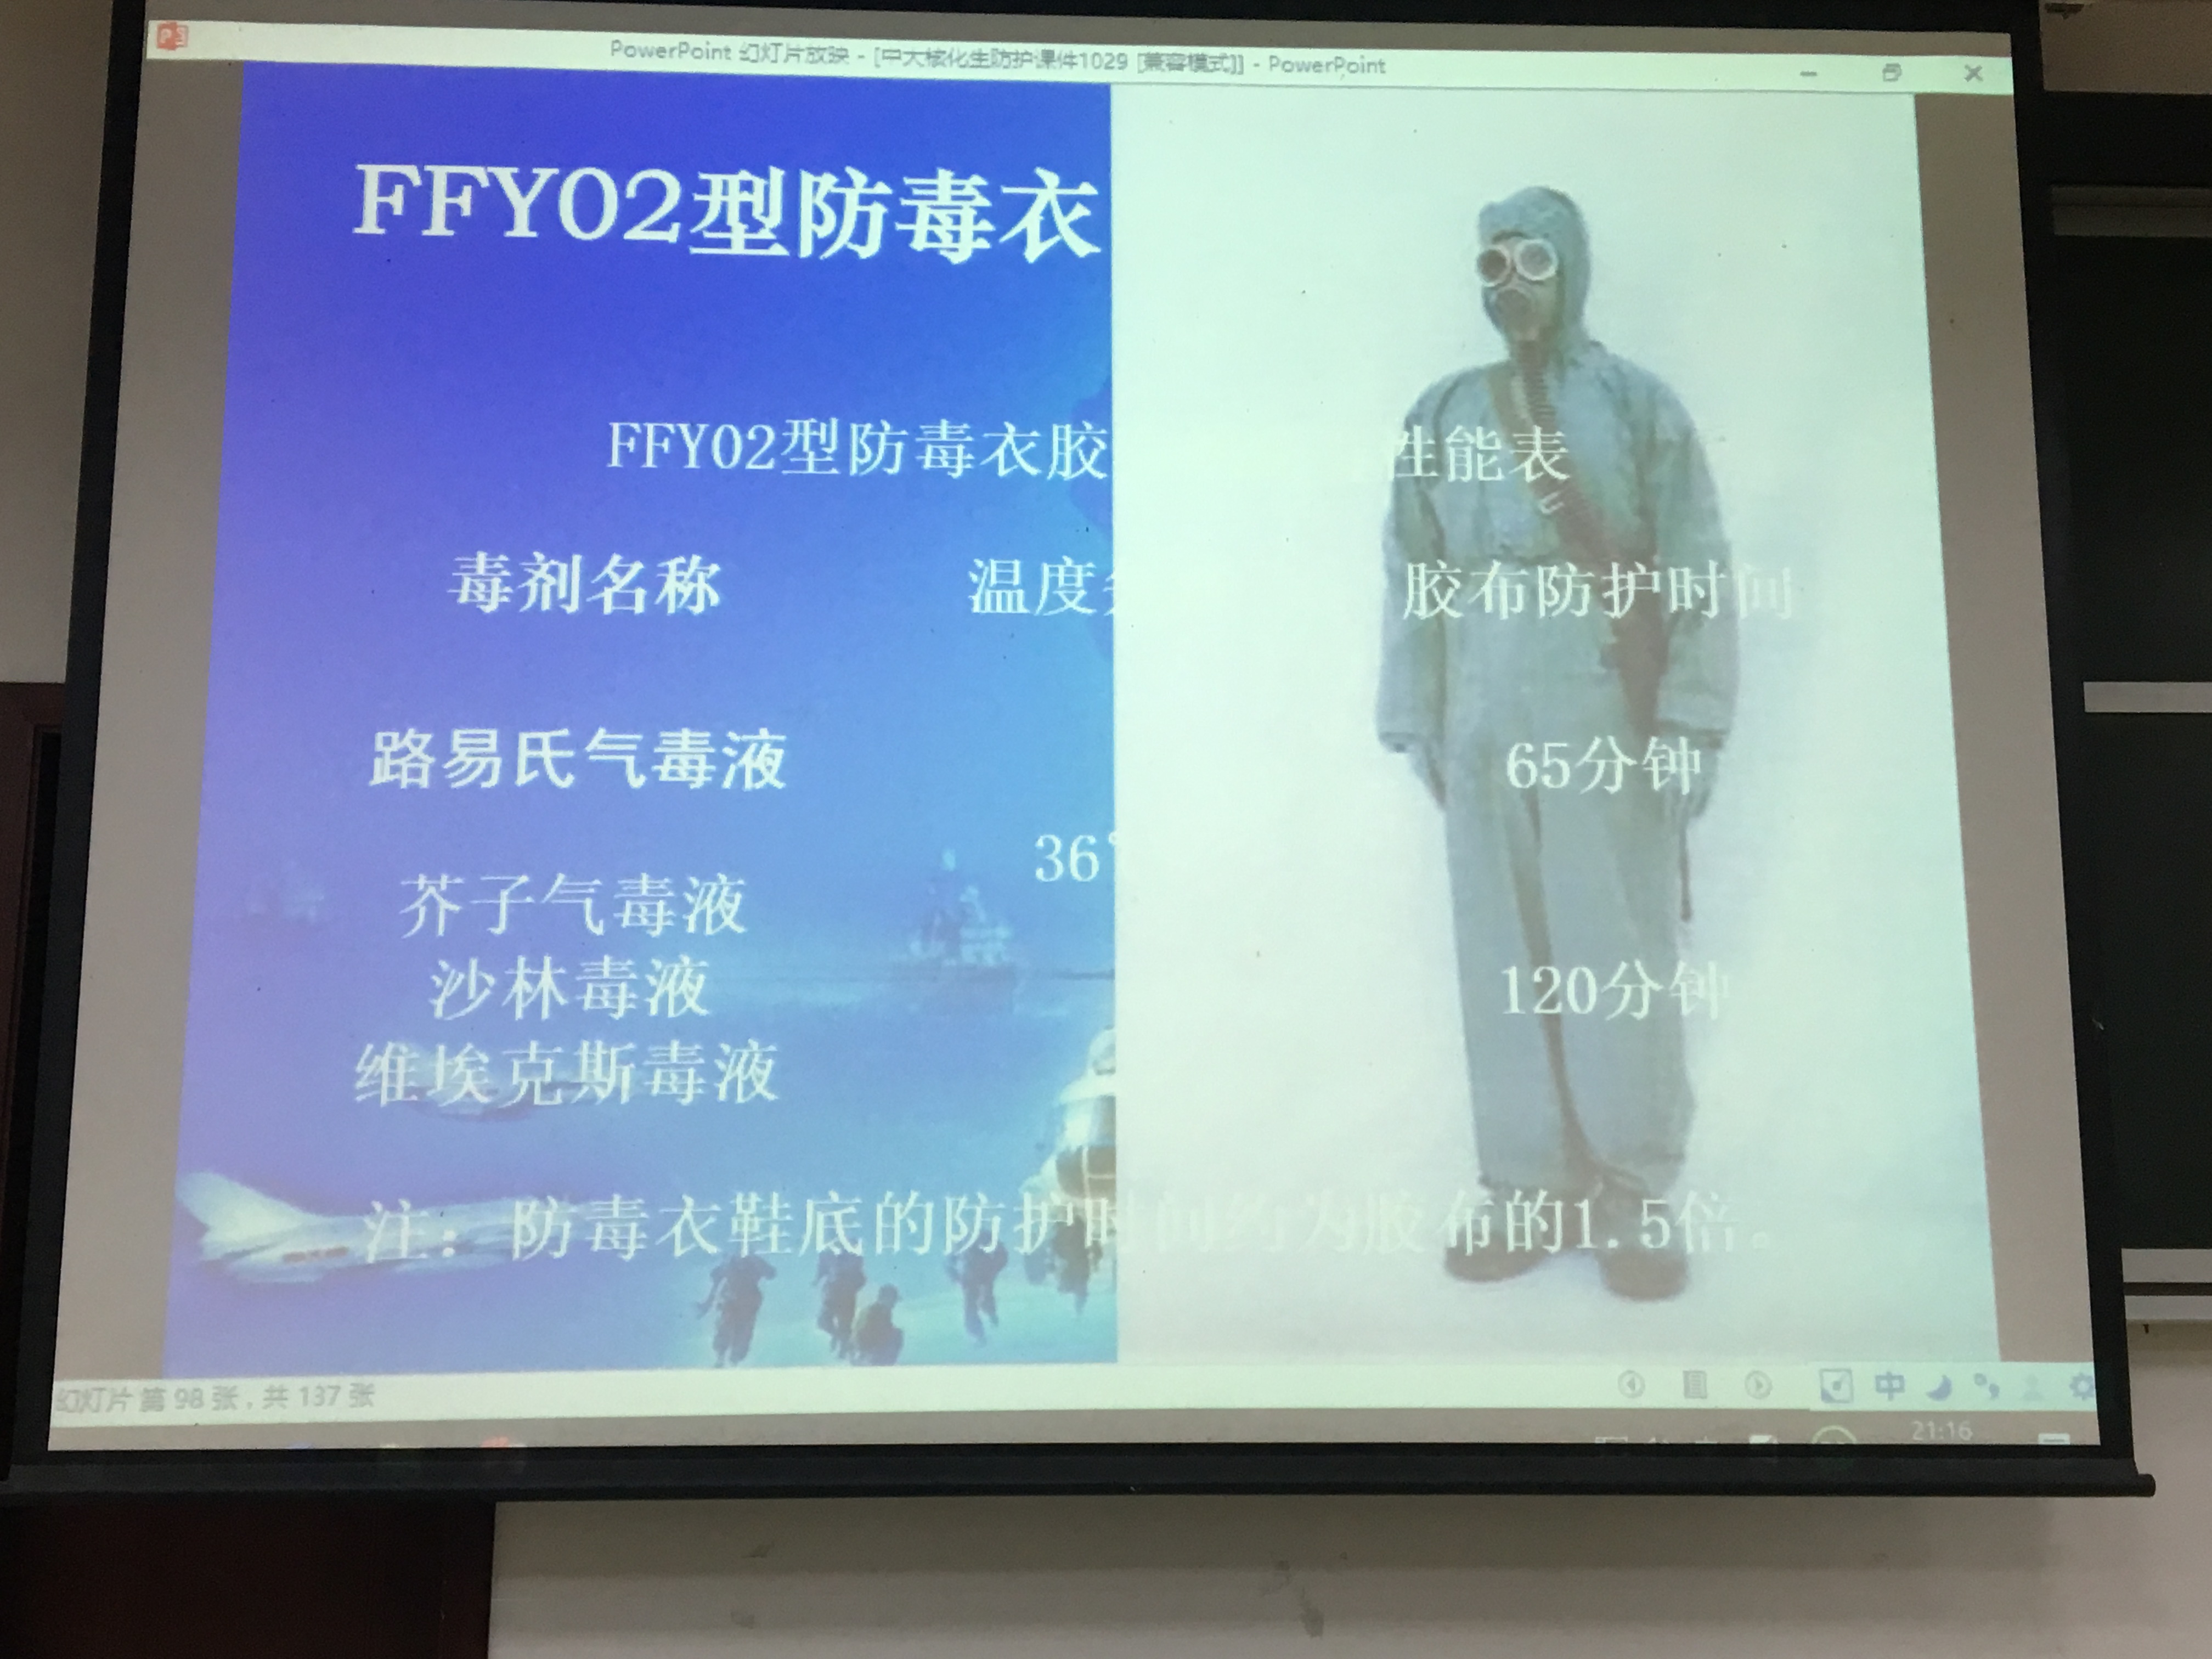 PowerPoint 幻灯片放映 - [中大核化生防护课件1029 [兼容模式]] - PowerPoint
FFY02型防毒衣
FFY02型防毒衣胶 性能表
毒剂名称 温度 胶布防护时间
路易氏气毒液 65分钟
36°
芥子气毒液
沙林毒液 120分钟
维埃克斯毒液
注：防毒衣鞋底的防护时间约为胶布的1.5倍。
幻灯片 第 98 张，共 137 张
中
21:16